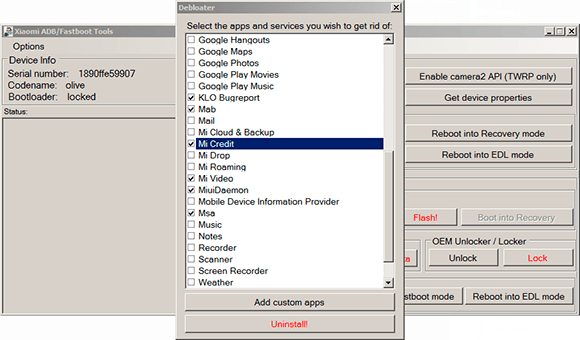 Xiaomi ADB/Fastboot Tools
Options
Device Info
Serial number: 1890ffe59907
Codename: olive
Bootloader: locked
Status:
Debloater
Select the apps and services you wish to get rid of:
Google Hangouts
Google Maps
Google Photos
Google Play Movies
Google Play Music
KLO Bugreport
Mab
Mail
Mi Cloud & Backup
Mi Credit
Mi Drop
Mi Roaming
Mi Video
MiuiDaemon
Mobile Device Information Provider
Msa
Music
Notes
Recorder
Scanner
Screen Recorder
Weather
Add custom apps
Uninstall!
Enable camera2 API (TWRP only)
Get device properties
Reboot into Recovery mode
Reboot into EDL mode
Flash!
Boot into Recovery
OEM Unlocker / Locker
a
Unlock
Lock
stboot mode
Reboot into EDL mode